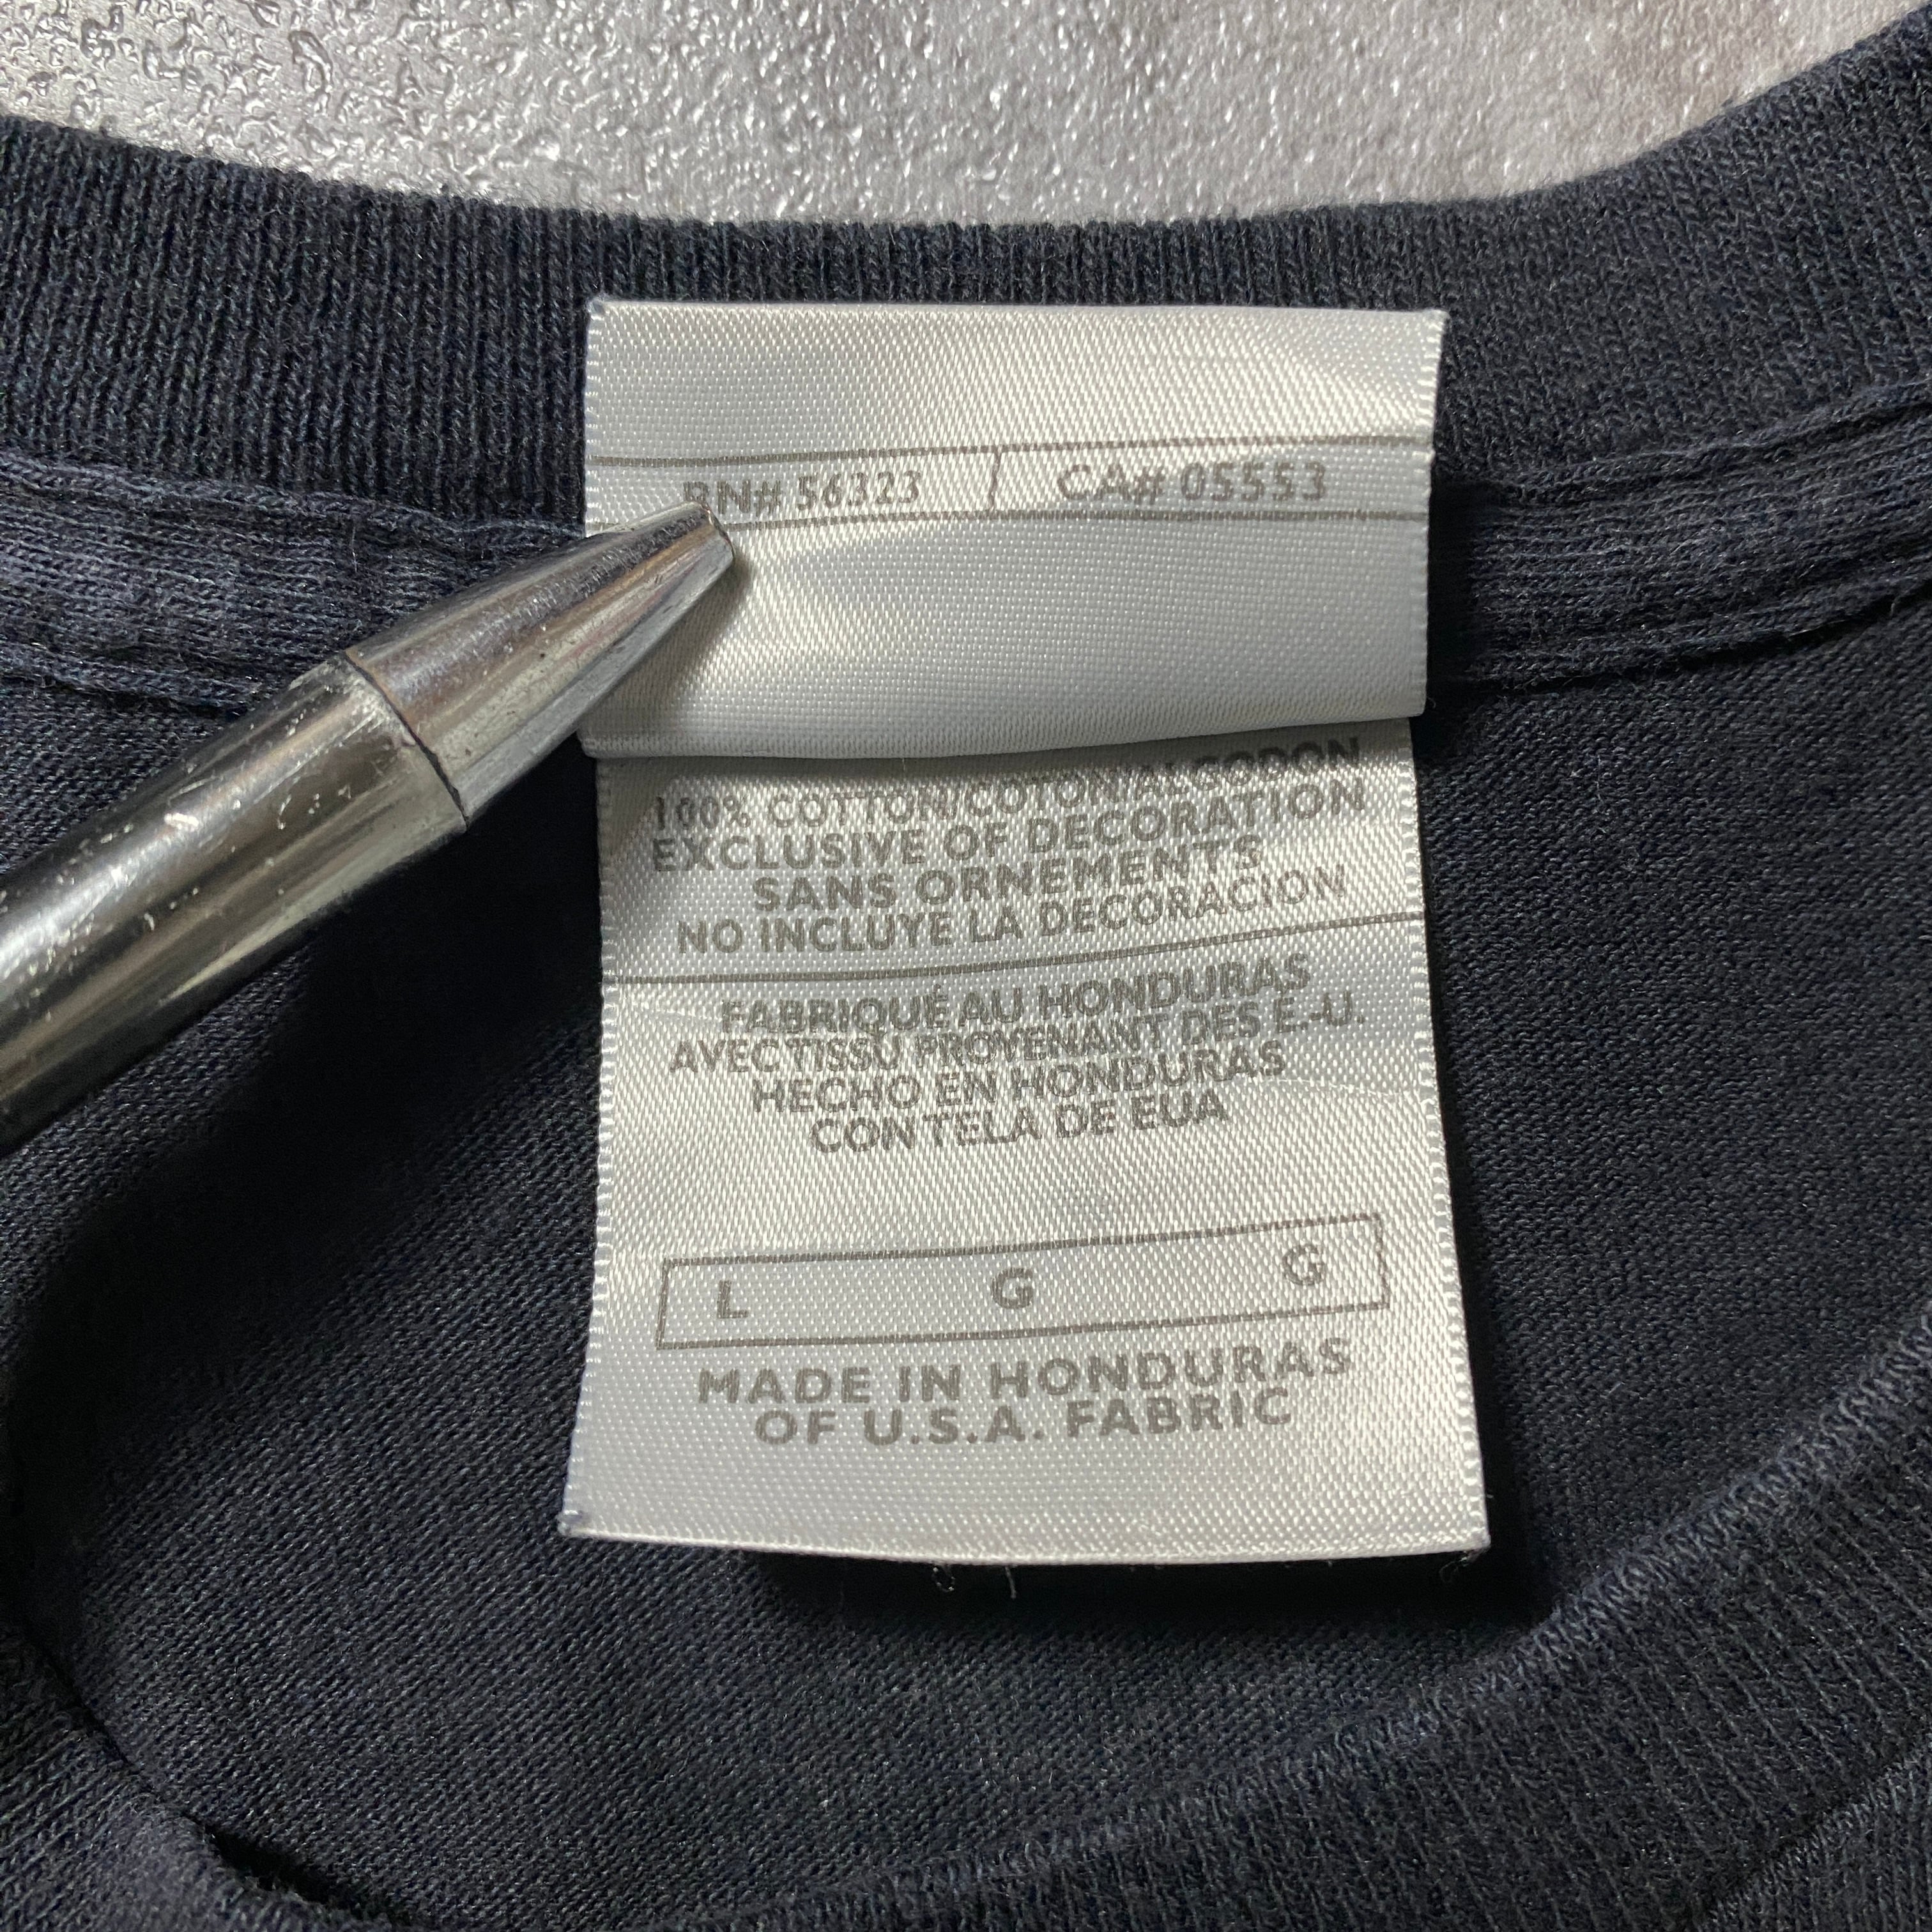 RN# 56323 | CA# 05553
100% COTTON/COTON/ALGODON
EXCLUSIVE OF DECORATION
SANS ORNEMENTS
NO INCLUYE LA DECORACION
FABRIQUÉ AU HONDURAS
AVEC TISSU PROVENANT DES É.-U.
HECHO EN HONDURAS
CON TELA DE EUA
L G G
MADE IN HONDURAS
OF U.S.A. FABRIC